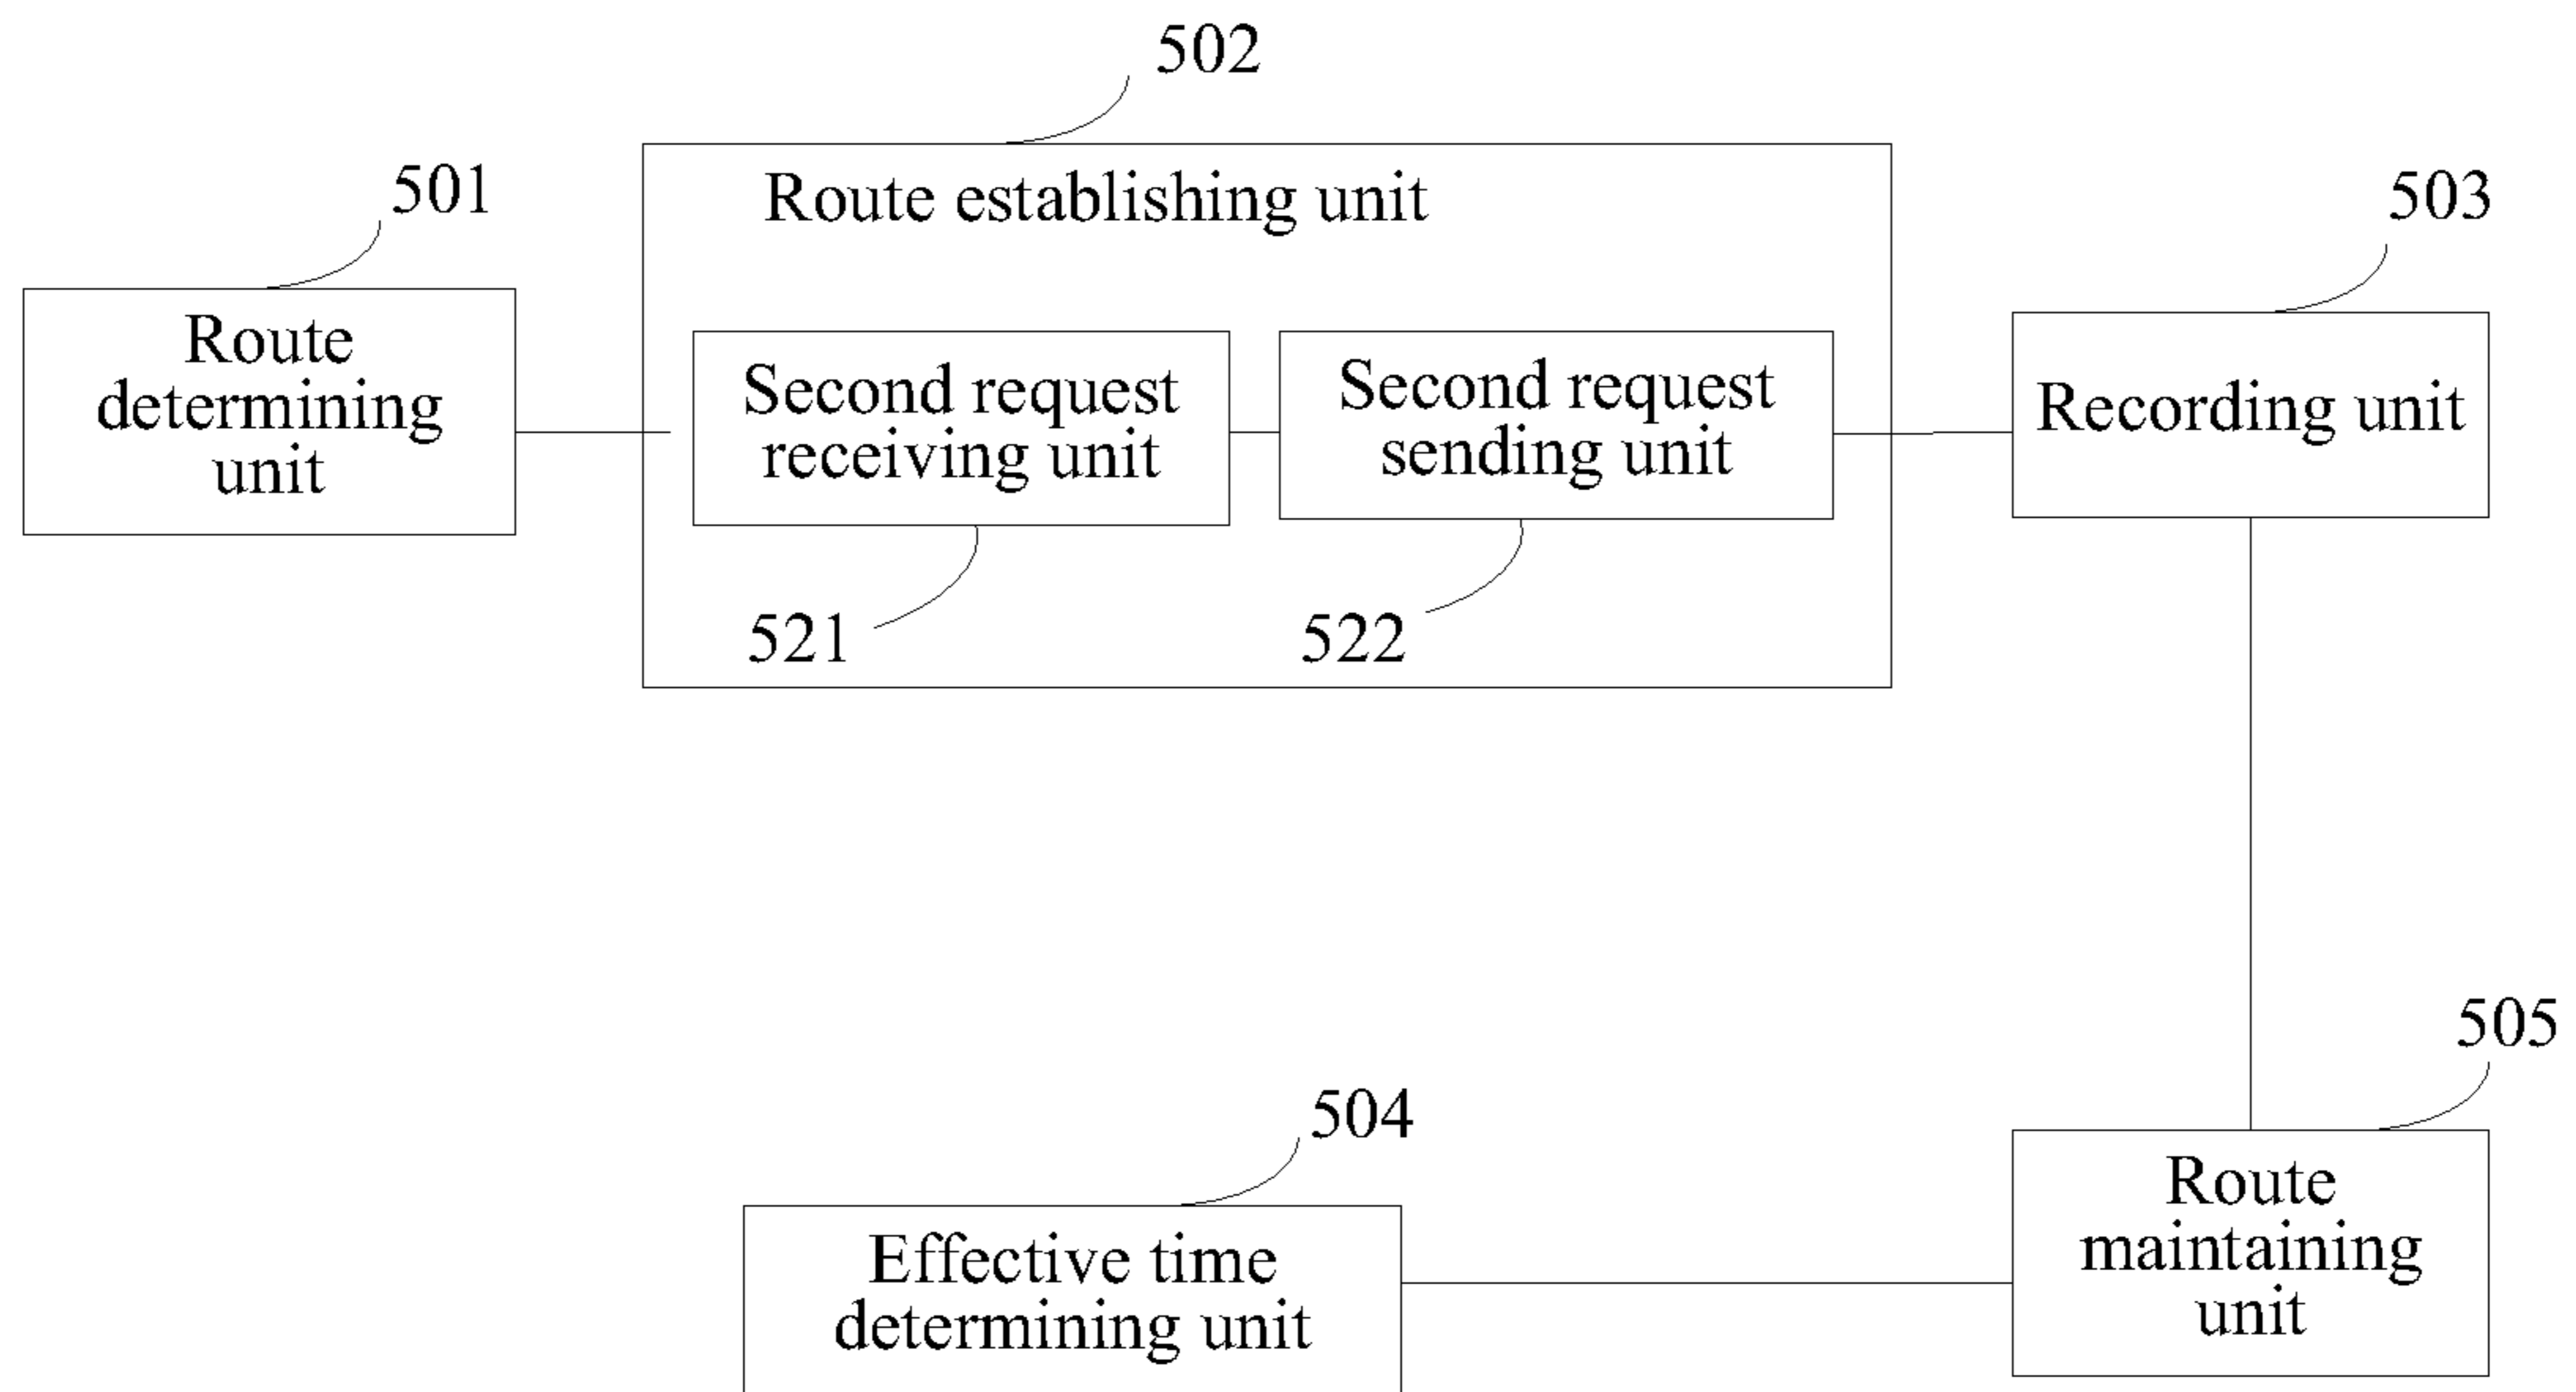 502
501
Route establishing unit
503
Route
determining
unit
Second request
receiving unit
Second request
sending unit
Recording unit
521
522
505
504
Route
maintaining
unit
Effective time
determining unit